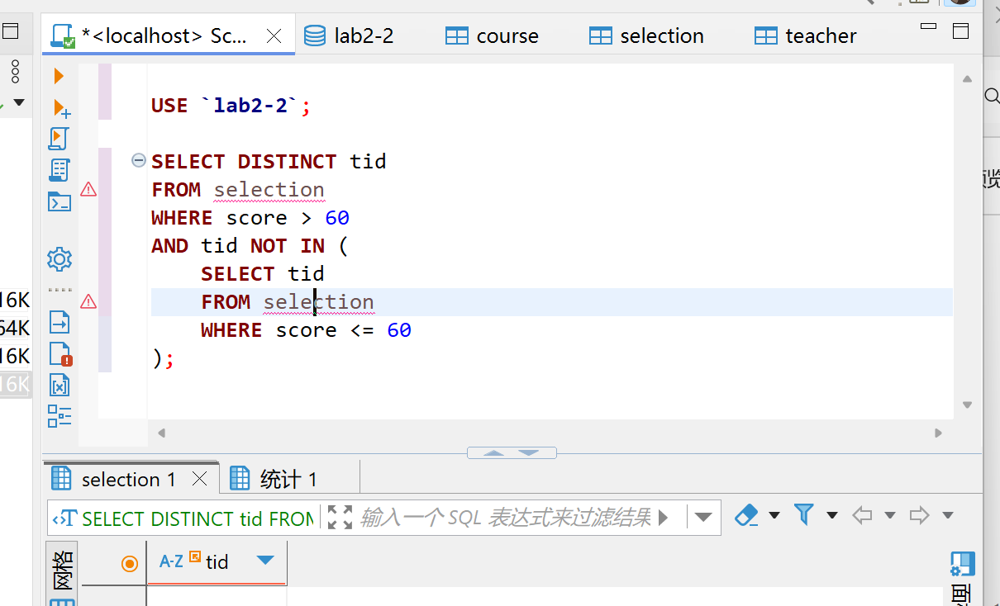 *<localhost> Sc... lab2-2 course selection teacher
USE `lab2-2`;
SELECT DISTINCT tid
FROM selection
WHERE score > 60
AND tid NOT IN (
SELECT tid
FROM selection
WHERE score <= 60
);
16K
64K
16K
16K
selection 1 统计 1
SELECT DISTINCT tid FROM 输入一个 SQL 表达式来过滤结果
网格
A-Z tid